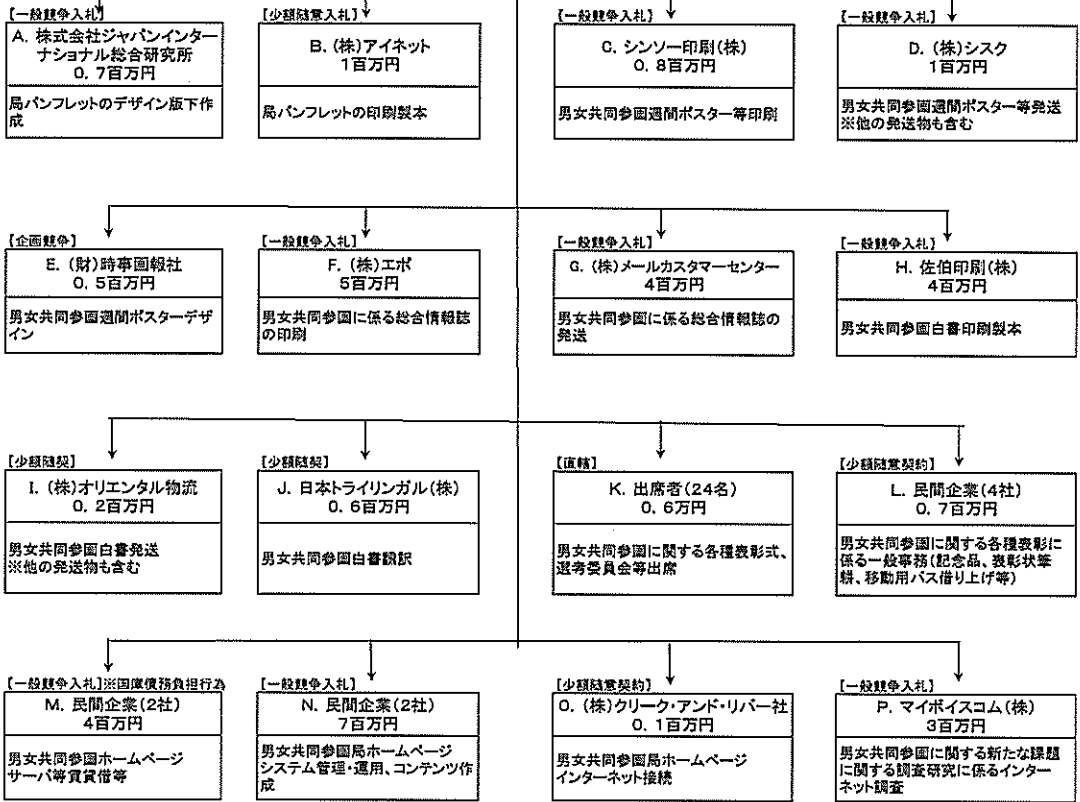 【一般競争入札】
A. 株式会社ジャパンインター
ナショナル総合研究所
0. 7百万円
局パンフレットのデザイン版下作
成
【少額随意入札】
B. (株)アイネット
1百万円
局パンフレットの印刷製本
【一般競争入札】
C. シンソー印刷(株)
0. 8百万円
男女共同参画週間ポスター等印刷
【一般競争入札】
D. (株)シスク
1百万円
男女共同参画週間ポスター等発送
※他の発送物も含む
【企画競争】
E. (財)時事画報社
0. 5百万円
男女共同参画週間ポスターデザ
イン
【一般競争入札】
F. (株)エポ
5百万円
男女共同参画に係る総合情報誌
の印刷
【一般競争入札】
G. (株)メールカスタマーセンター
4百万円
男女共同参画に係る総合情報誌の
発送
【一般競争入札】
H. 佐伯印刷(株)
4百万円
男女共同参画白書印刷製本
【少額随契】
I. (株)オリエンタル物流
0. 2百万円
男女共同参画白書発送
※他の発送物も含む
【少額随契】
J. 日本トライリンガル(株)
0. 6百万円
男女共同参画白書翻訳
【直轄】
K. 出席者(24名)
0. 6万円
男女共同参画に関する各種表彰式、
選考委員会等出席
【少額随意契約】
L. 民間企業(4社)
0. 7百万円
男女共同参画に関する各種表彰に
係る一般事務(記念品、表彰状筆
耕、移動用バス借り上げ等)
【一般競争入札】※国庫債務負担行為
M. 民間企業(2社)
4百万円
男女共同参画ホームページ
サーバ等賃貸借等
【一般競争入札】
N. 民間企業(2社)
7百万円
男女共同参画局ホームページ
システム管理・運用、コンテンツ作
成
【少額随意契約】
O. (株)クリーク・アンド・リバー社
0. 1百万円
男女共同参画局ホームページ
インターネット接続
【一般競争入札】
P. マイボイスコム(株)
3百万円
男女共同参画に関する新たな課題
に関する調査研究に係るインター
ネット調査